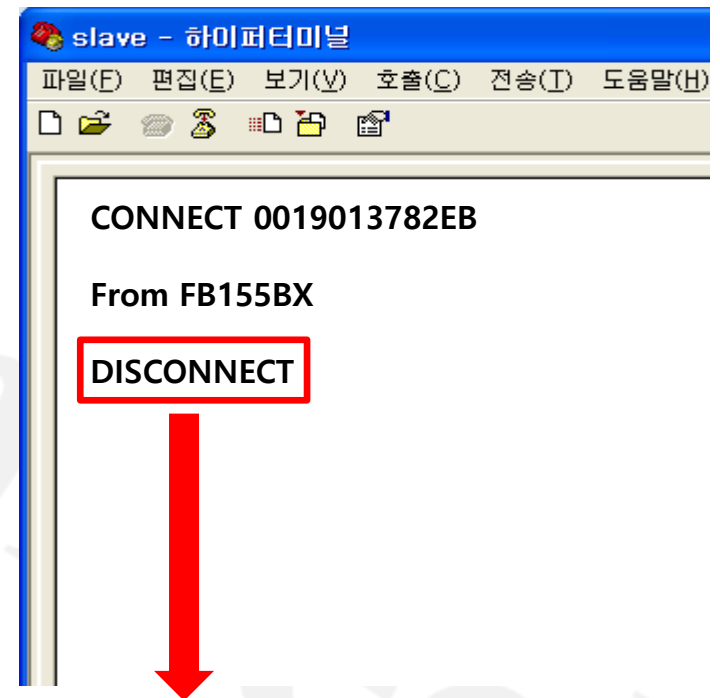 slave - 하이퍼터미널
파일(F) 편집(E) 보기(V) 호출(C) 전송(T) 도움말(H)
CONNECT 0019013782EB
From FB155BX
DISCONNECT